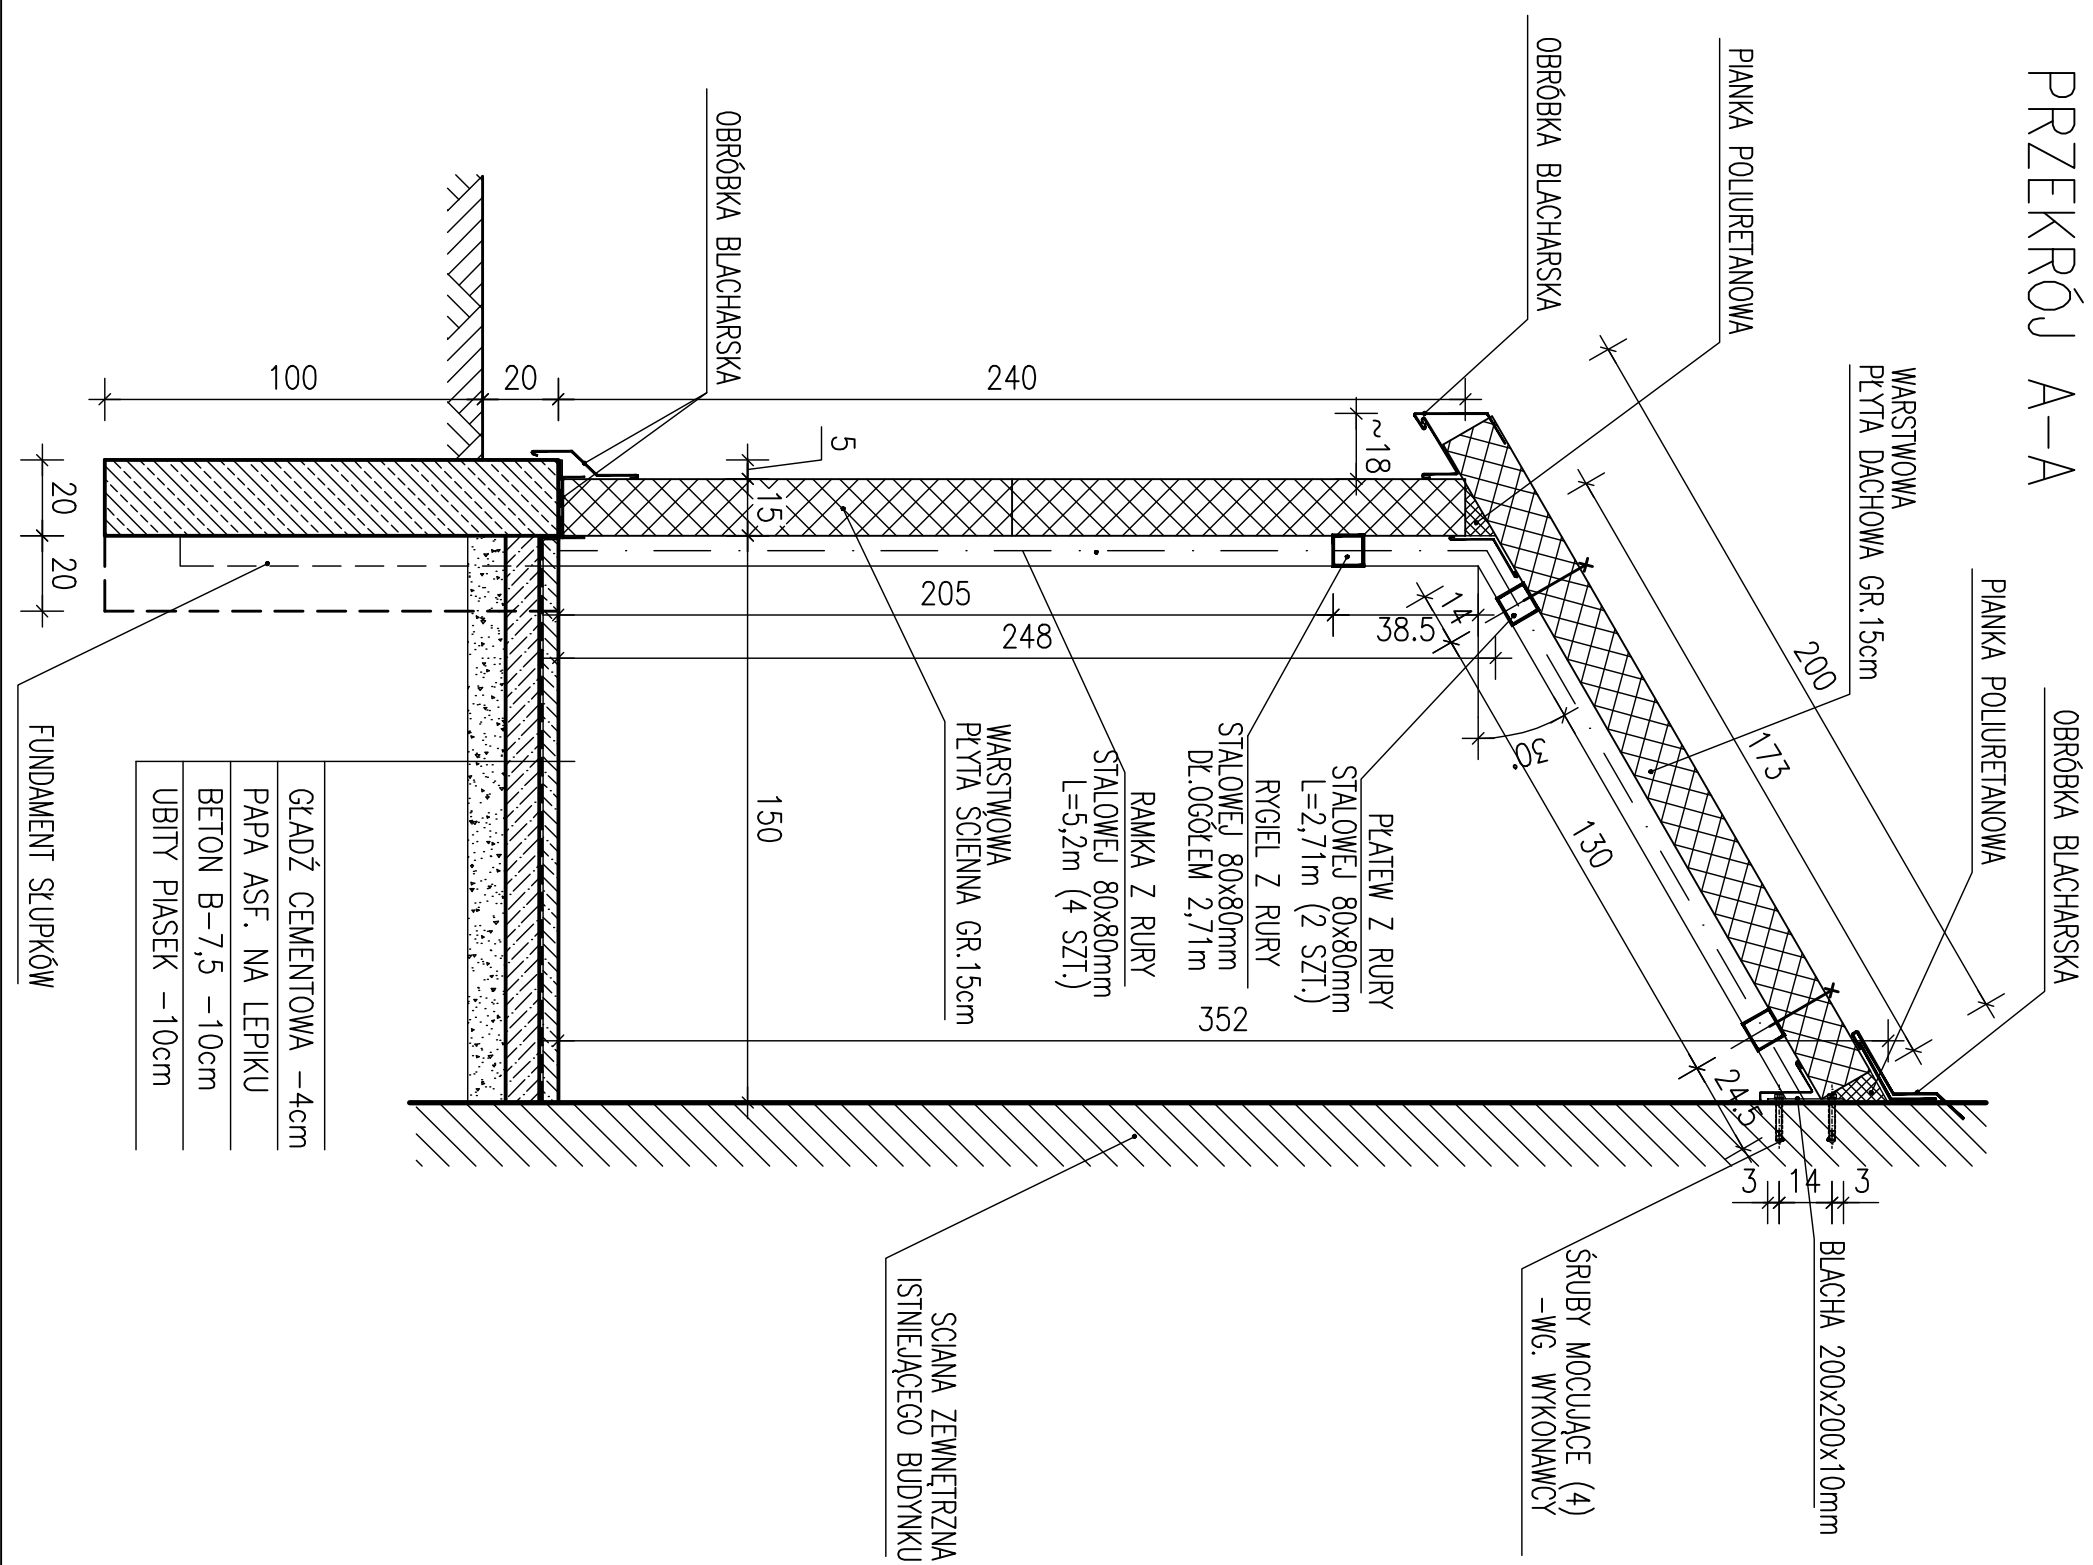 PRZEKRÓJ A-A
OBRÓBKA BLACHARSKA
PIANKA POLIURETANOWA
WARSTWOWA
PŁYTA DACHOWA GR.15cm
PIANKA POLIURETANOWA
OBRÓBKA BLACHARSKA
200
173
OBRÓBKA BLACHARSKA
30°
130
14
24.5
3
14
3
~18
38.5
240
205
248
352
5
15
150
20
100
20
20
PŁATEW Z RURY
STALOWEJ 80x80mm
L=2,71m (2 SZT.)
RYGIEL Z RURY
STALOWEJ 80x80mm
DŁ.OGÓŁEM 2,71m
RAMKA Z RURY
STALOWEJ 80x80mm
L=5,2m (4 SZT.)
WARSTWOWA
PŁYTA ŚCIENNA GR.15cm
BLACHA 200x200x10mm
ŚRUBY MOCUJĄCE (4)
-WG. WYKONAWCY
SCIANA ZEWNĘTRZNA
ISTNIEJĄCEGO BUDYNKU
GŁADŹ CEMENTOWA -4cm
PAPA ASF. NA LEPIKU
BETON B-7,5 -10cm
UBITY PIASEK -10cm
FUNDAMENT SŁUPKÓW